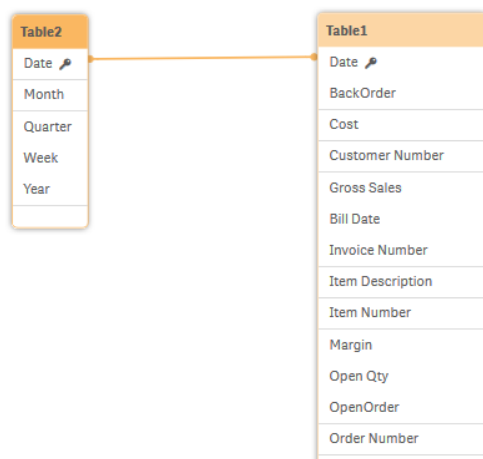 Table2
Date
Month
Quarter
Week
Year
Table1
Date
BackOrder
Cost
Customer Number
Gross Sales
Bill Date
Invoice Number
Item Description
Item Number
Margin
Open Qty
OpenOrder
Order Number